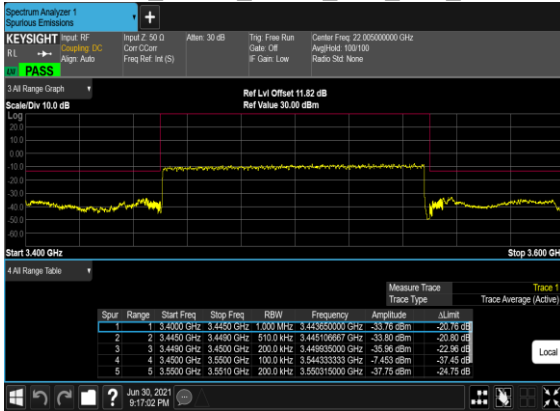 Spectrum Analyzer 1
Spurious Emissions
+
KEYSIGHT Input: RF Input Z: 50 Ω Atten: 30 dB Trig: Free Run Center Freq: 22.005000000 GHz
RL Coupling: DC Corr CCorr Gate: Off Avg|Hold: 100/100
Align: Auto Freq Ref: Int (S) IF Gain: Low Radio Std: None
PASS
3 All Range Graph
Ref Lvl Offset 11.82 dB
Scale/Div 10.0 dB Ref Value 30.00 dBm
Log
20.0
10.0
0.00
-10.0
-20.0
-30.0
-40.0
-50.0
-60.0
Start 3.400 GHz Stop 3.600 GH
4 All Range Table
Measure Trace Trace 1
Trace Type Trace Average (Active)
Spur Range Start Freq Stop Freq RBW Frequency Amplitude ΔLimit
1 1 3.4000 GHz 3.4450 GHz 1.000 MHz 3.443650000 GHz -33.76 dBm -20.76 dB
2 2 3.4450 GHz 3.4490 GHz 510.0 kHz 3.445106667 GHz -33.80 dBm -20.80 dB
3 3 3.4490 GHz 3.4500 GHz 200.0 kHz 3.449935000 GHz -35.96 dBm -22.96 dB
4 4 3.4500 GHz 3.5500 GHz 100.0 kHz 3.544333333 GHz -7.453 dBm -37.45 dB
5 5 3.5500 GHz 3.5510 GHz 200.0 kHz 3.550315000 GHz -37.75 dBm -24.75 dB
Local
?
Jun 30, 2021
9:17:02 PM